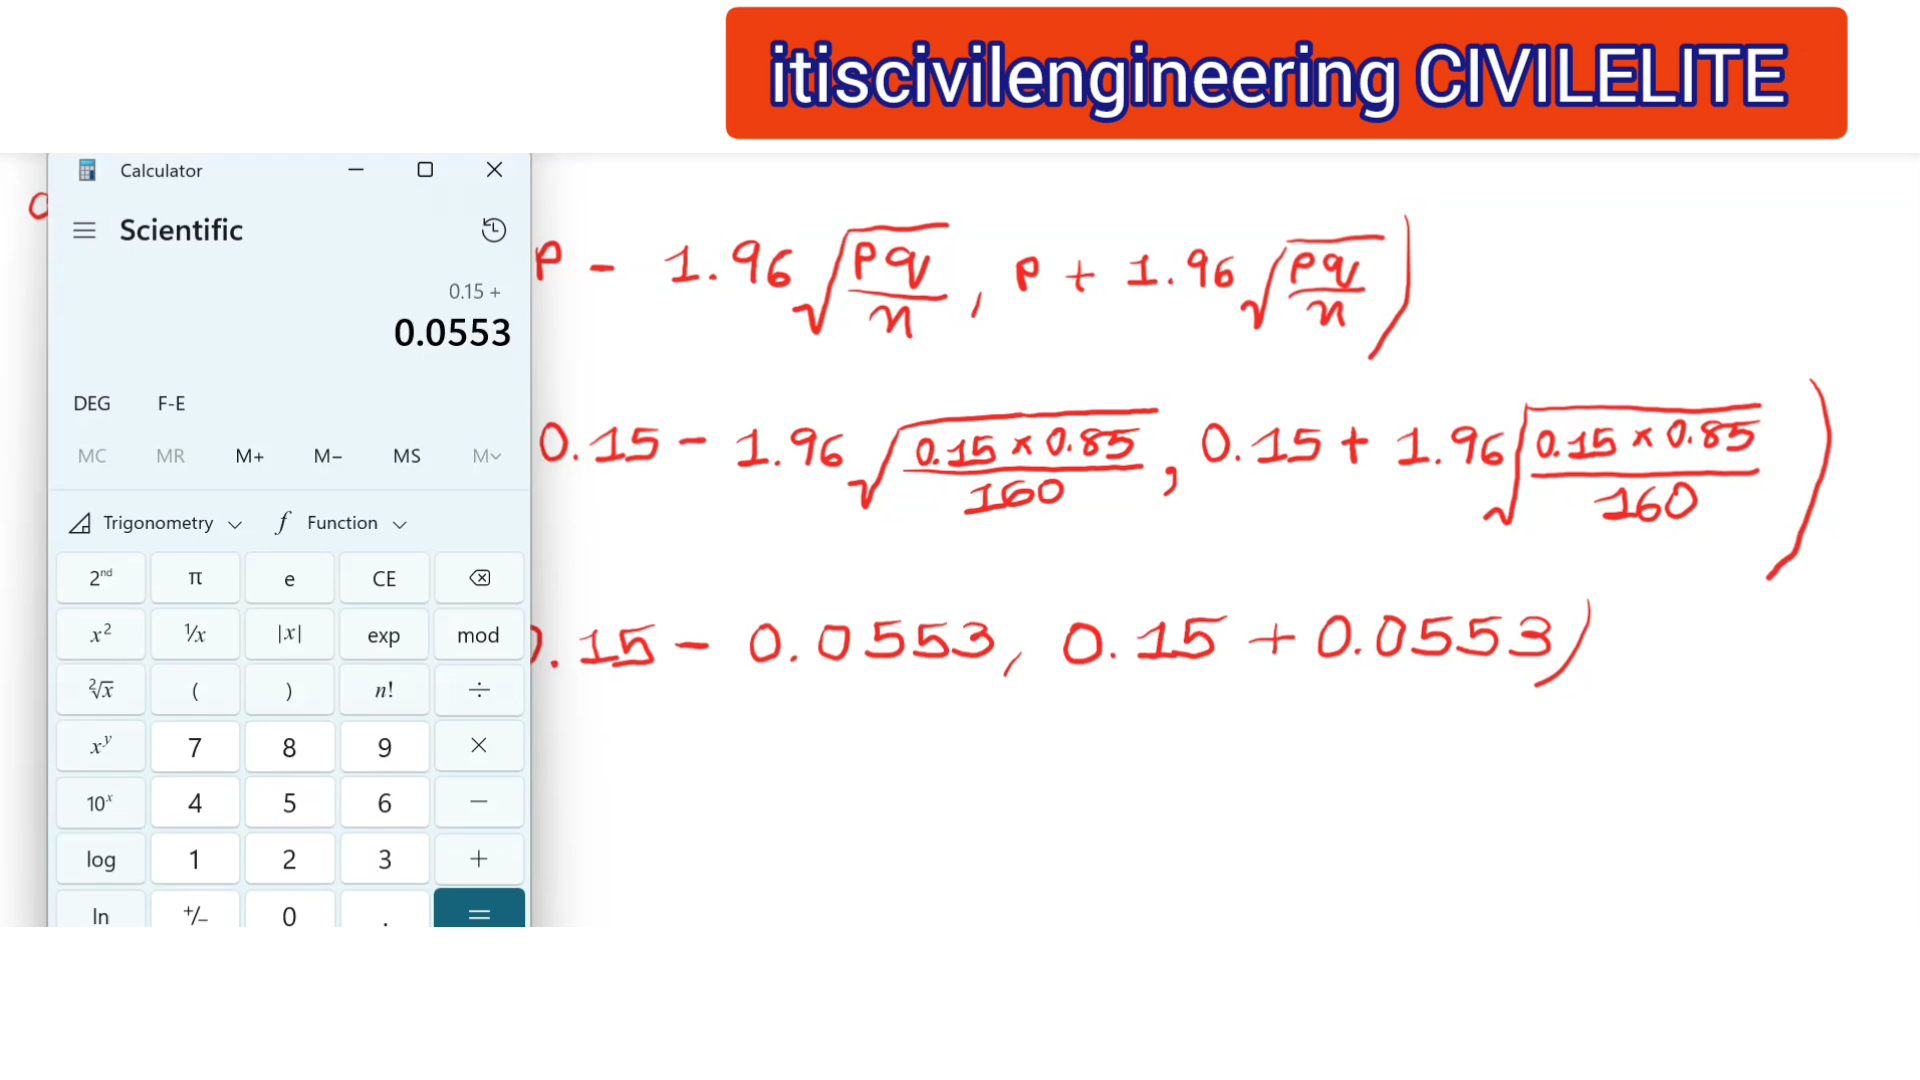 itiscivilengineering CIVILELITE
Calculator
Scientific
0.15 +
0.0553
DEG F-E
MC MR M+ M− MS M
Trigonometry f Function
2nd π e CE
x² ¹/x |x| exp mod
²√x ( ) n! ÷
xʸ 7 8 9 ×
10ˣ 4 5 6 −
log 1 2 3 +
ln +/− 0 . =
P − 1.96 √(pq/n) , P + 1.96 √(pq/n) )
0.15 − 1.96 √(0.15 × 0.85/160) , 0.15 + 1.96 √(0.15 × 0.85/160) )
0.15 − 0.0553, 0.15 + 0.0553)